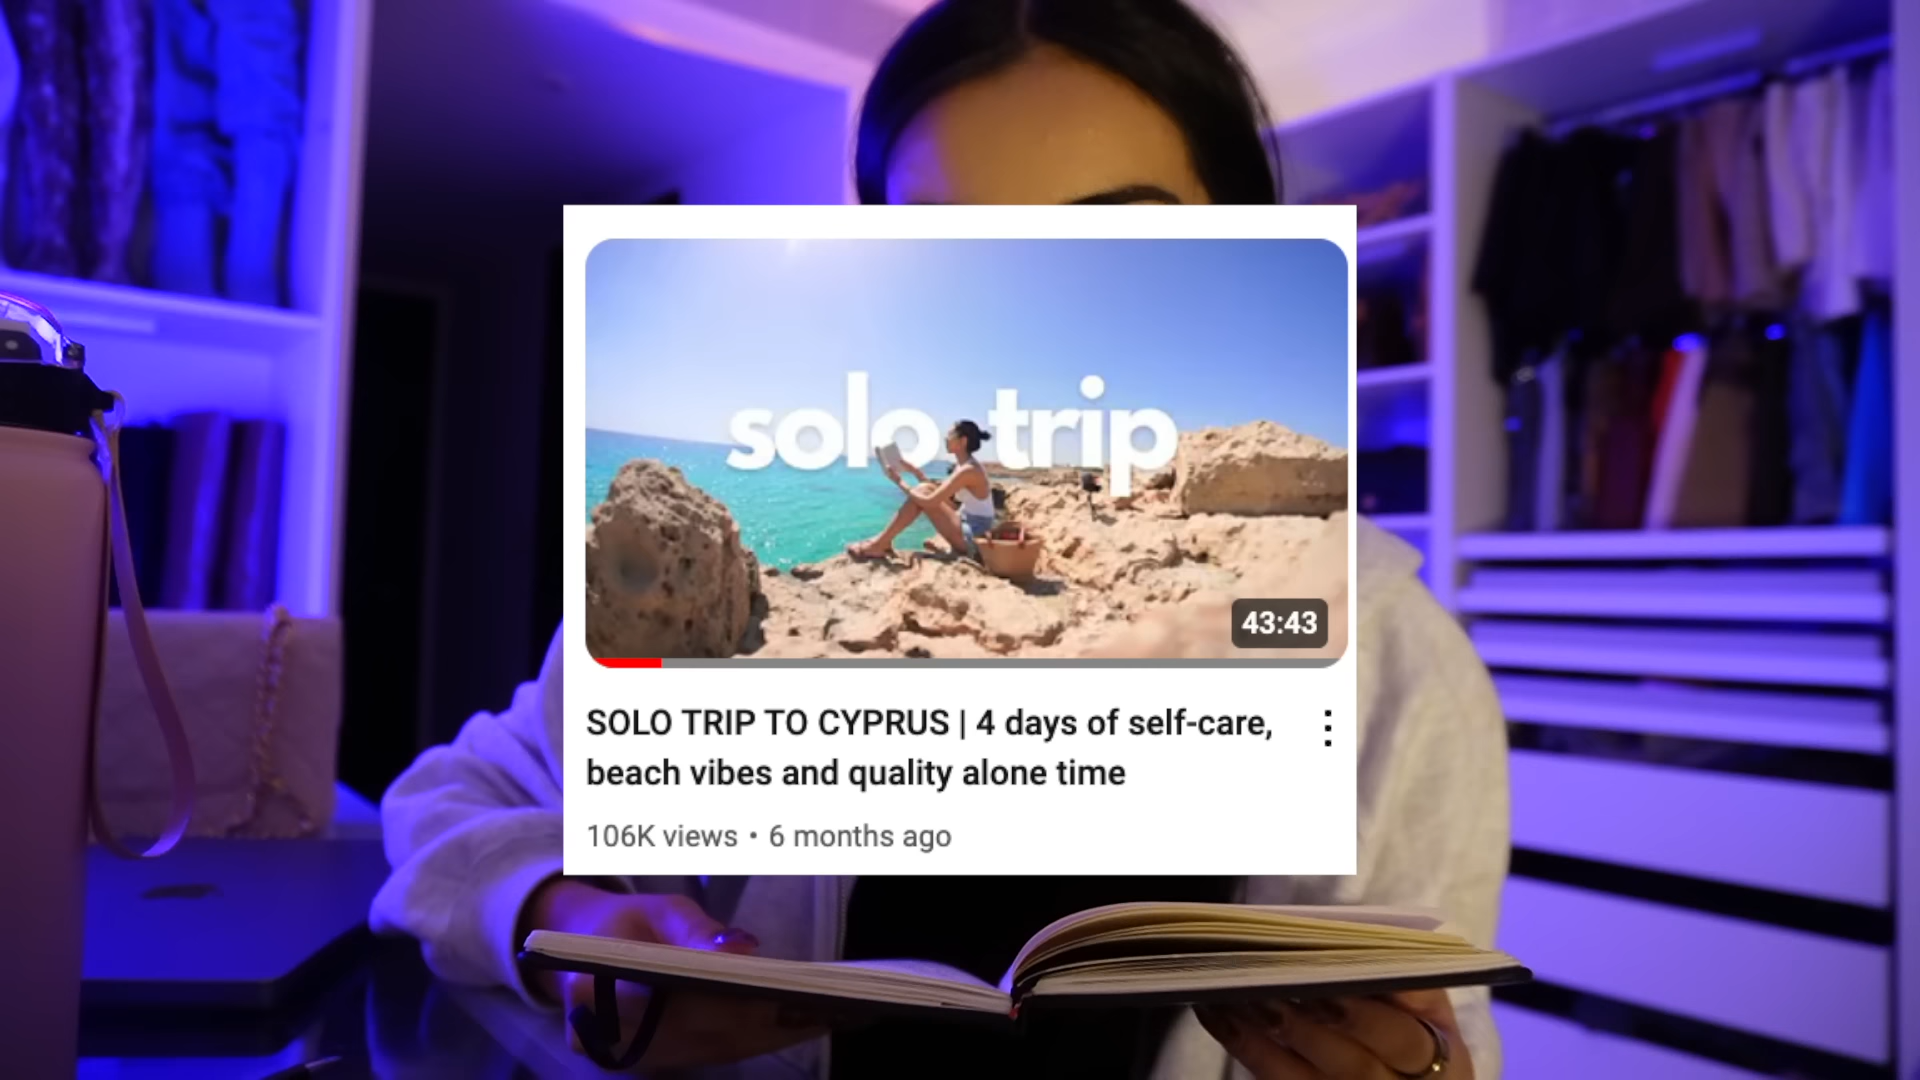 solo trip
43:43
SOLO TRIP TO CYPRUS | 4 days of self-care,
beach vibes and quality alone time
106K views • 6 months ago